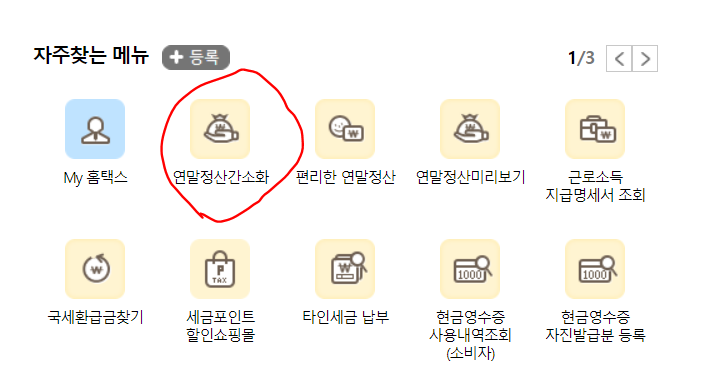 자주찾는 메뉴 + 등록 1/3 < >
My 홈택스 연말정산간소화 편리한 연말정산 연말정산미리보기 근로소득
지급명세서 조회
국세환급금찾기 세금포인트
할인쇼핑몰 타인세금 납부 현금영수증
사용내역조회
(소비자) 현금영수증
자진발급분 등록
W
W
W
W
W
W
P
TAX
W
1000
1000